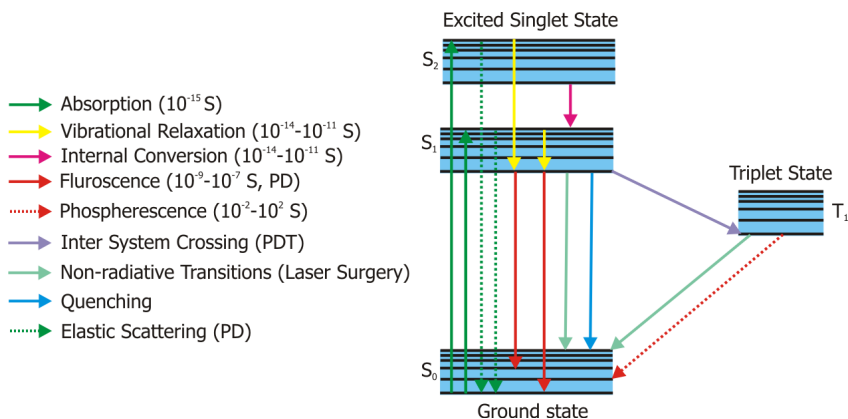 Excited Singlet State
S2
Absorption (10-15 S)
Vibrational Relaxation (10-14-10-11 S)
S1
Internal Conversion (10-14-10-11 S)
Fluroscence (10-9-10-7 S, PD)
Triplet State
Phospherescence (10-2-102 S)
T1
Inter System Crossing (PDT)
Non-radiative Transitions (Laser Surgery)
Quenching
Elastic Scattering (PD)
S0
Ground state